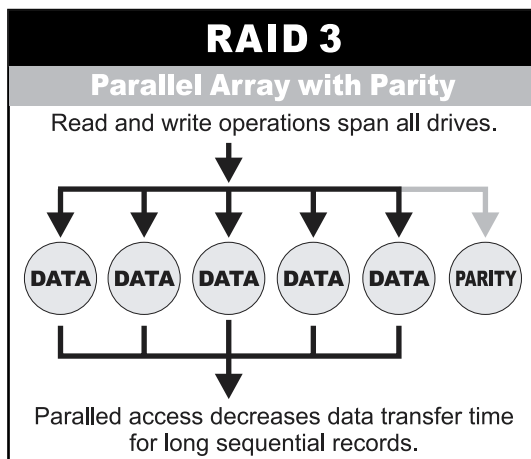 RAID 3
Parallel Array with Parity
Read and write operations span all drives.
DATA DATA DATA DATA DATA PARITY
Paralled access decreases data transfer time
for long sequential records.